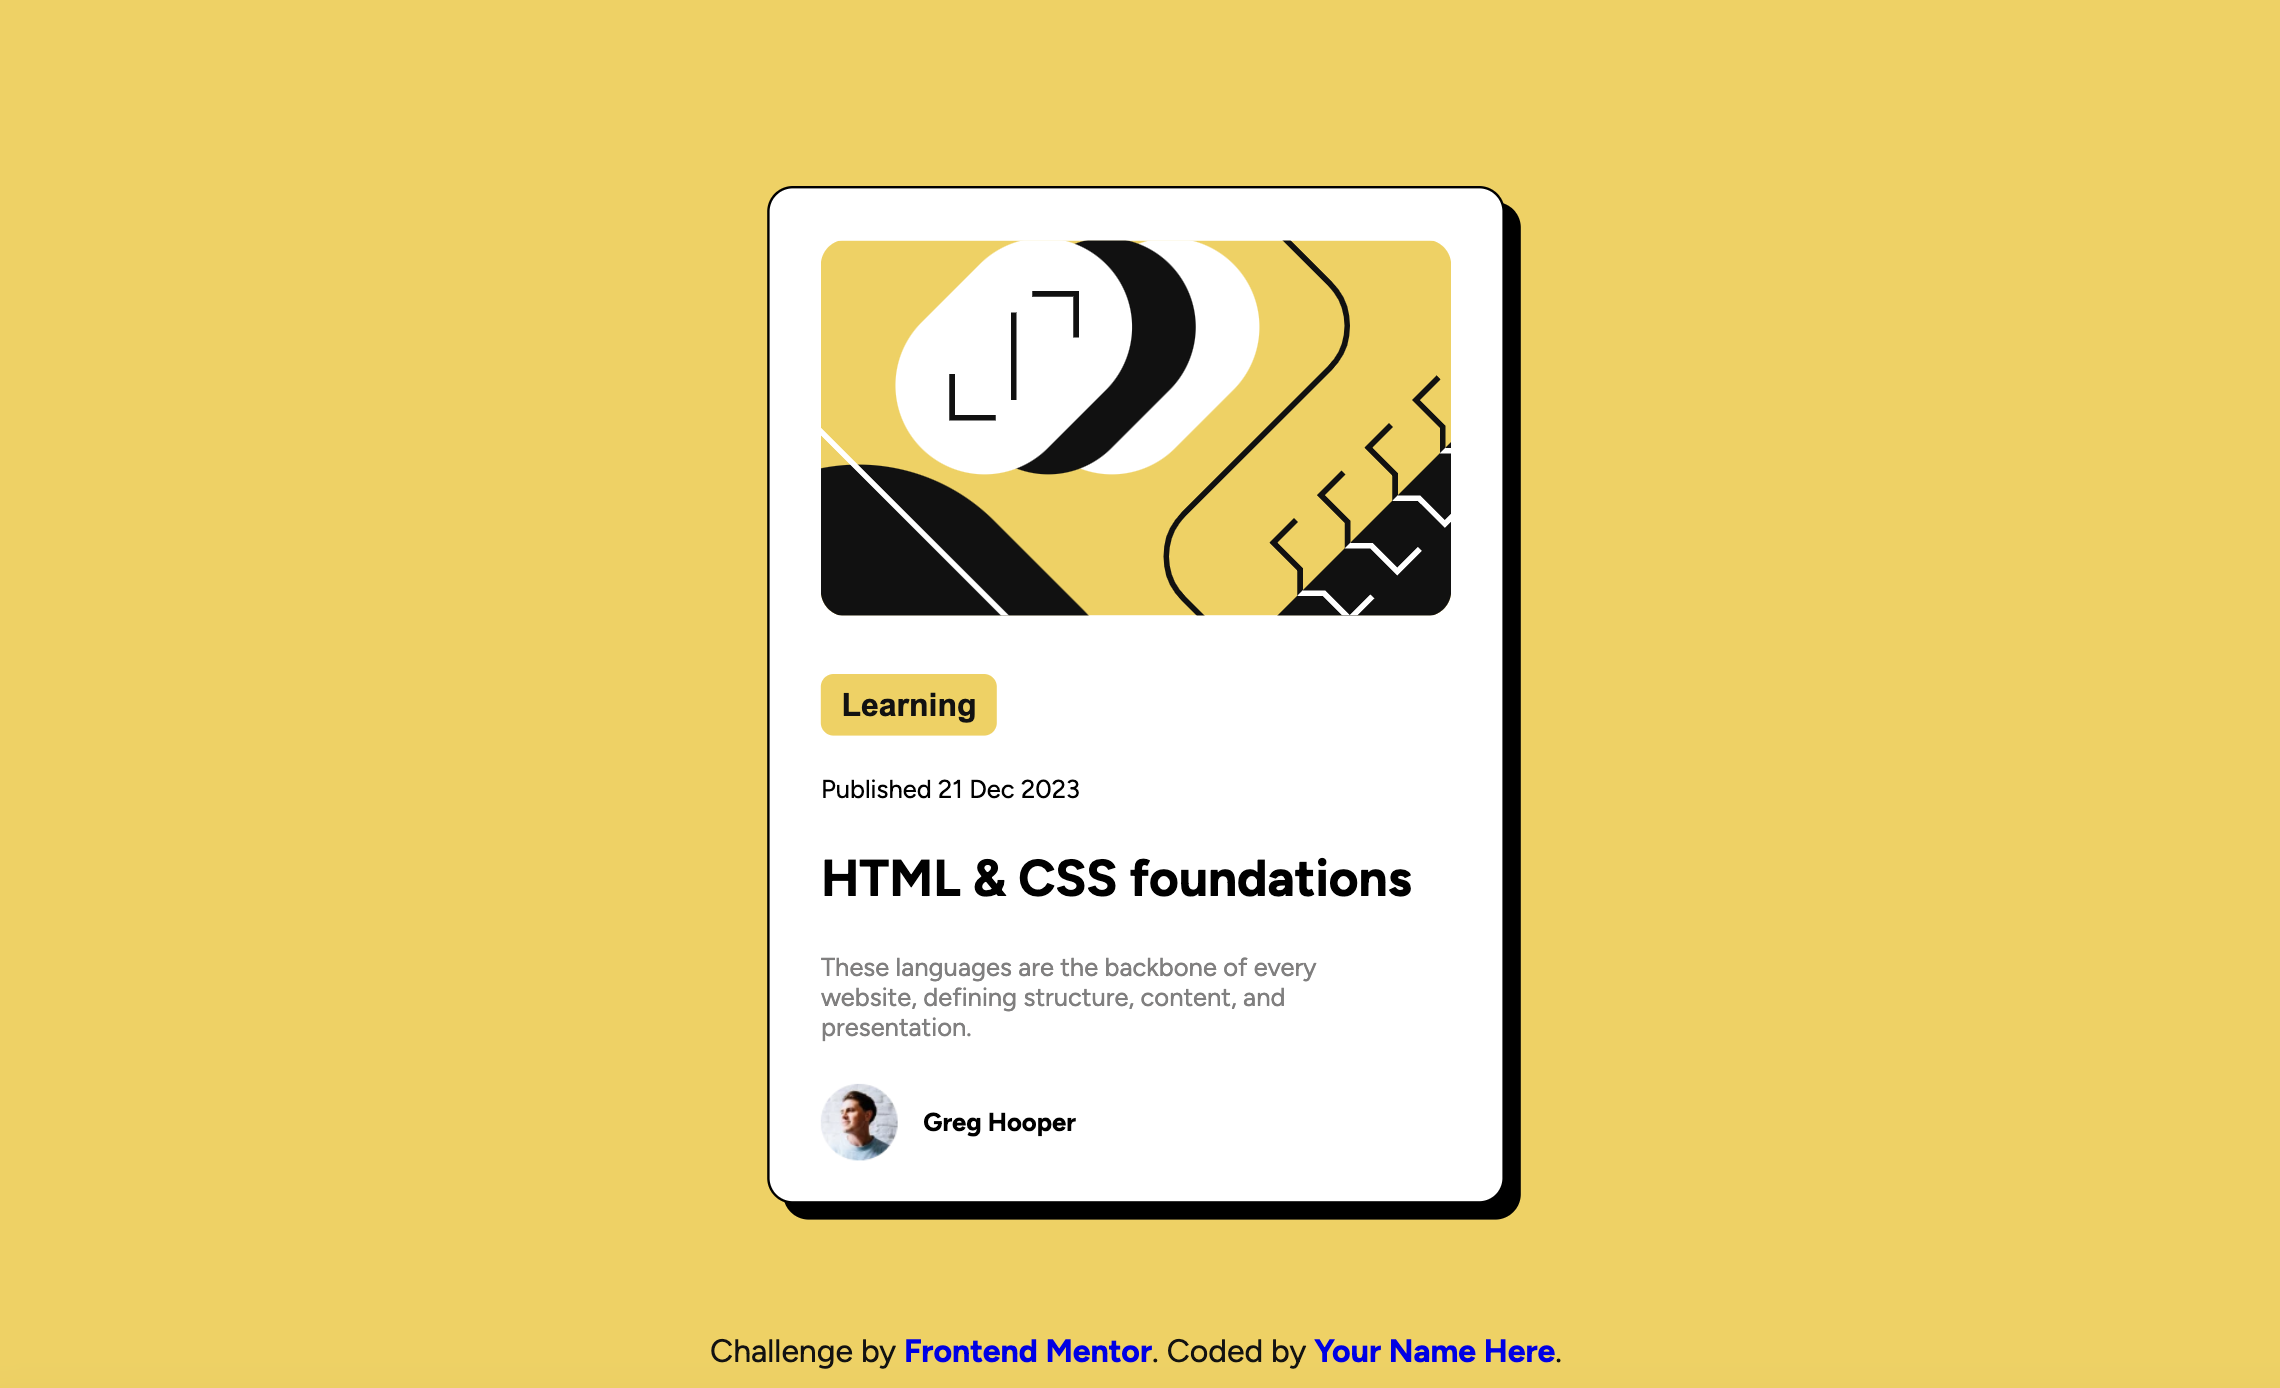 Learning
Published 21 Dec 2023
HTML & CSS foundations
These languages are the backbone of every
website, defining structure, content, and
presentation.
Greg Hooper
Challenge by Frontend Mentor. Coded by Your Name Here.